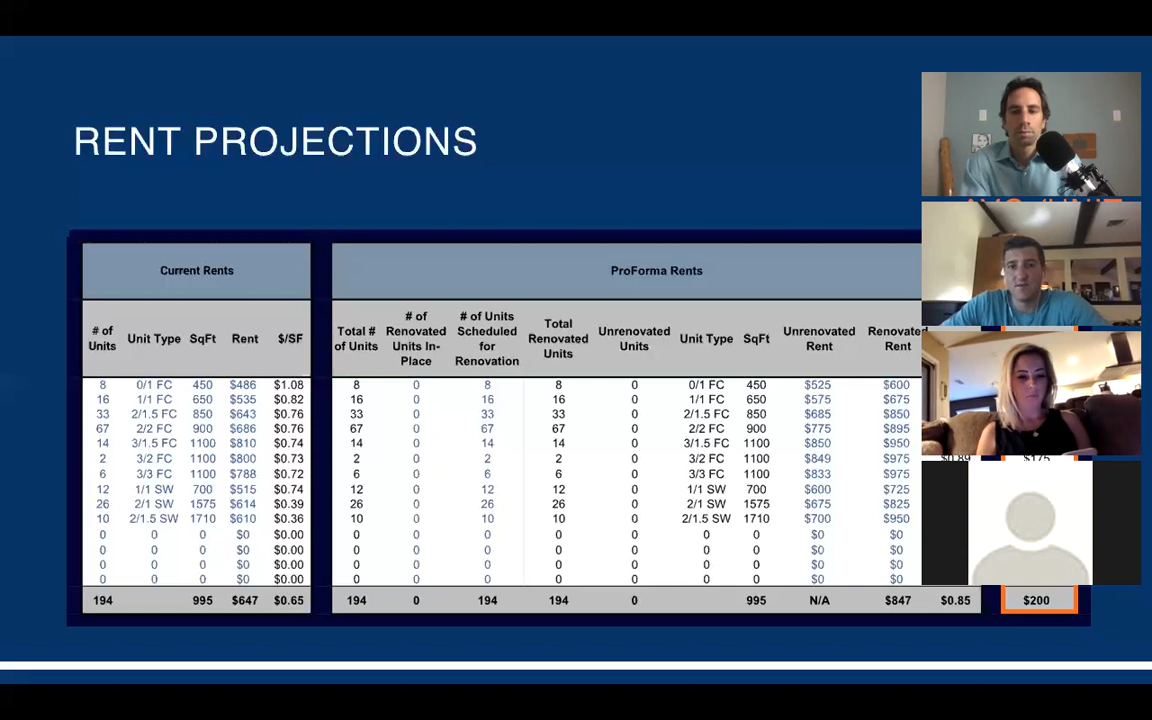 RENT PROJECTIONS
Current Rents
ProForma Rents
# of Units Unit Type SqFt Rent $/SF
Total # of Units # of Renovated Units In-Place # of Units Scheduled for Renovation Total Renovated Units Unrenovated Units Unit Type SqFt Unrenovated Rent Renovated Rent
8 0/1 FC 450 $486 $1.08 8 0 8 8 0 0/1 FC 450 $525 $600
16 1/1 FC 650 $535 $0.82 16 0 16 16 0 1/1 FC 650 $575 $675
33 2/1.5 FC 850 $643 $0.76 33 0 33 33 0 2/1.5 FC 850 $685 $850
67 2/2 FC 900 $686 $0.76 67 0 67 67 0 2/2 FC 900 $775 $895
14 3/1.5 FC 1100 $810 $0.74 14 0 14 14 0 3/1.5 FC 1100 $850 $950
2 3/2 FC 1100 $800 $0.73 2 0 2 2 0 3/2 FC 1100 $849 $975 $0.89 $175
6 3/3 FC 1100 $788 $0.72 6 0 6 6 0 3/3 FC 1100 $833 $975
12 1/1 SW 700 $515 $0.74 12 0 12 12 0 1/1 SW 700 $600 $725
26 2/1 SW 1575 $614 $0.39 26 0 26 26 0 2/1 SW 1575 $675 $825
10 2/1.5 SW 1710 $610 $0.36 10 0 10 10 0 2/1.5 SW 1710 $700 $950
0 0 0 $0 $0.00 0 0 0 0 0 0 0 $0 $0
0 0 0 $0 $0.00 0 0 0 0 0 0 0 $0 $0
0 0 0 $0 $0.00 0 0 0 0 0 0 0 $0 $0
0 0 0 $0 $0.00 0 0 0 0 0 0 0 $0 $0
194 995 $647 $0.65 194 0 194 194 0 995 N/A $847 $0.85 $200